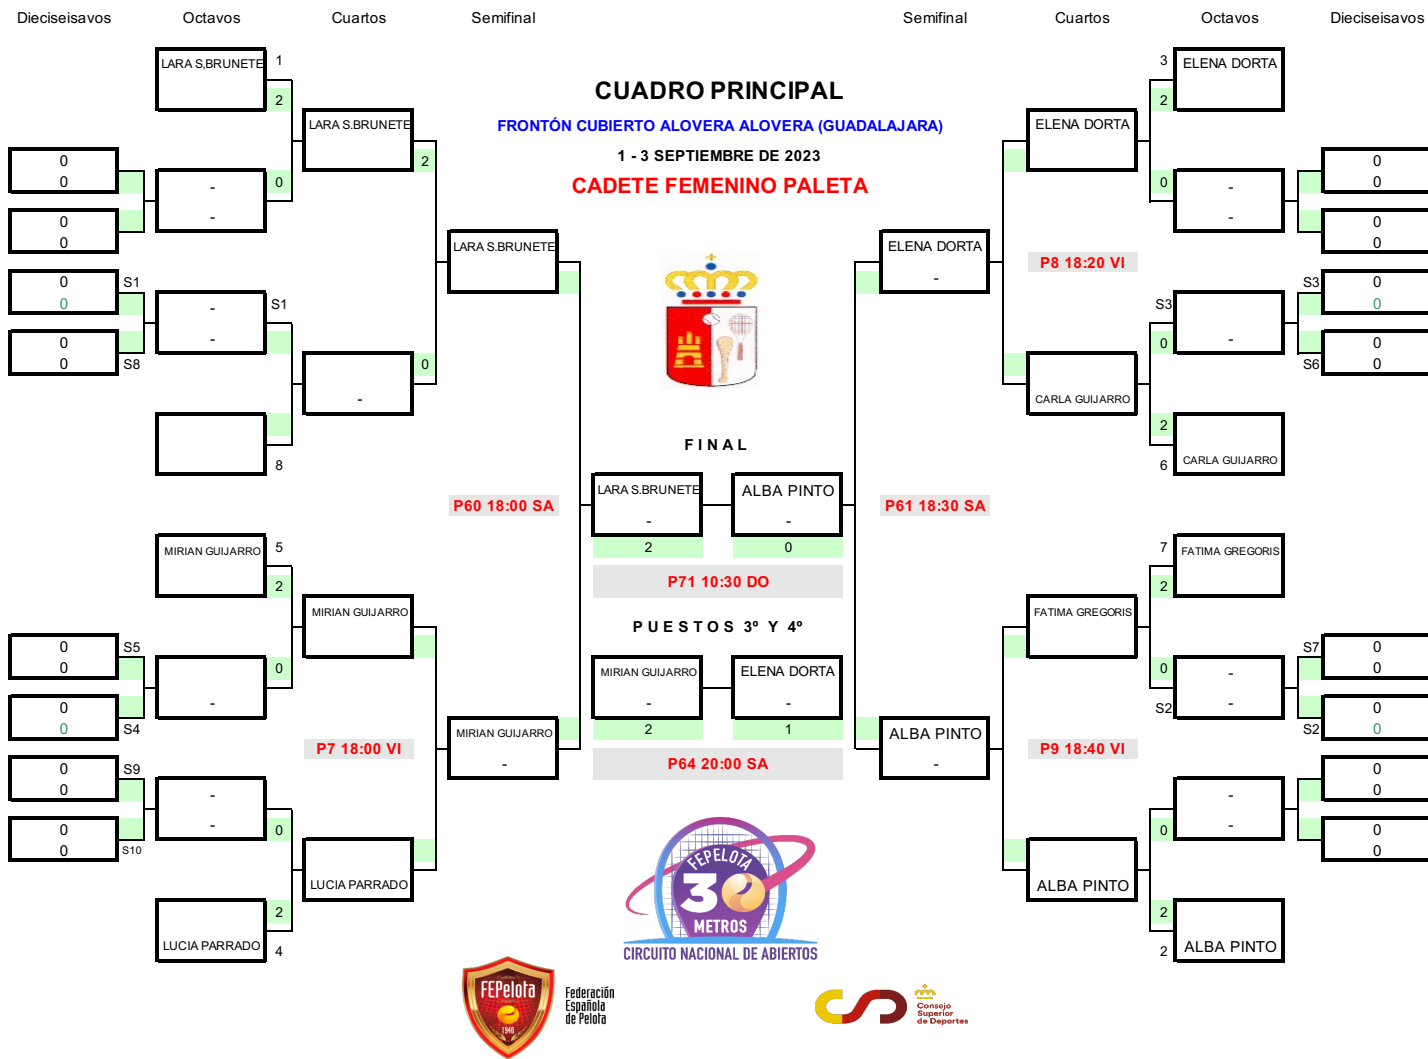 Dieciseisavos Octavos Cuartos Semifinal Semifinal Cuartos Octavos Dieciseisavos
LARA S,BRUNETE 1 3 ELENA DORTA
CUADRO PRINCIPAL
2 2
LARA S.BRUNETE ELENA DORTA
FRONTÓN CUBIERTO ALOVERA ALOVERA (GUADALAJARA)
1 - 3 SEPTIEMBRE DE 2023
0 2 0
0 - 0 0 - 0
CADETE FEMENINO PALETA
- -
0 0
0 LARA S.BRUNETE ELENA DORTA 0
P8 18:20 VI
0 S1 - S3 0
0 - S1 S3 - 0
- -
0 0 0
0 S8 0 S6 0
- CARLA GUIJARRO
2
FINAL
8 6 CARLA GUIJARRO
LARA S.BRUNETE ALBA PINTO
P60 18:00 SA - - P61 18:30 SA
2 0
MIRIAN GUIJARRO 5 7 FATIMA GREGORIS
P71 10:30 DO
2 2
MIRIAN GUIJARRO FATIMA GREGORIS
PUESTOS 3º Y 4º
0 S5 S7 0
0 0 MIRIAN GUIJARRO ELENA DORTA 0 - 0
- - - -
0 S2 0
0 S4 2 1 S2 0
MIRIAN GUIJARRO ALBA PINTO
P7 18:00 VI P9 18:40 VI
- P64 20:00 SA -
0 S9 0
0 - - 0
- 0 0 -
0 0
0 S10 0
FEPELOTA
30
METROS
LUCIA PARRADO ALBA PINTO
2 2
LUCIA PARRADO 4 2 ALBA PINTO
CIRCUITO NACIONAL DE ABIERTOS
FEPelota
1940
Federación
Española
de Pelota
CSD
Consejo
Superior
de Deportes